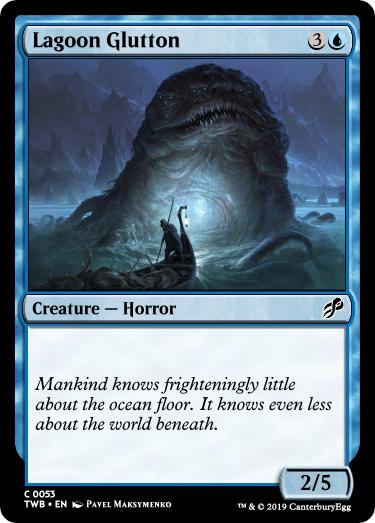 Lagoon Glutton 3
Creature — Horror
Mankind knows frighteningly little
about the ocean floor. It knows even less
about the world beneath.
2/5
C 0053
TWB • EN PAVEL MAKSYMENKO
™ & © 2019 CanterburyEgg